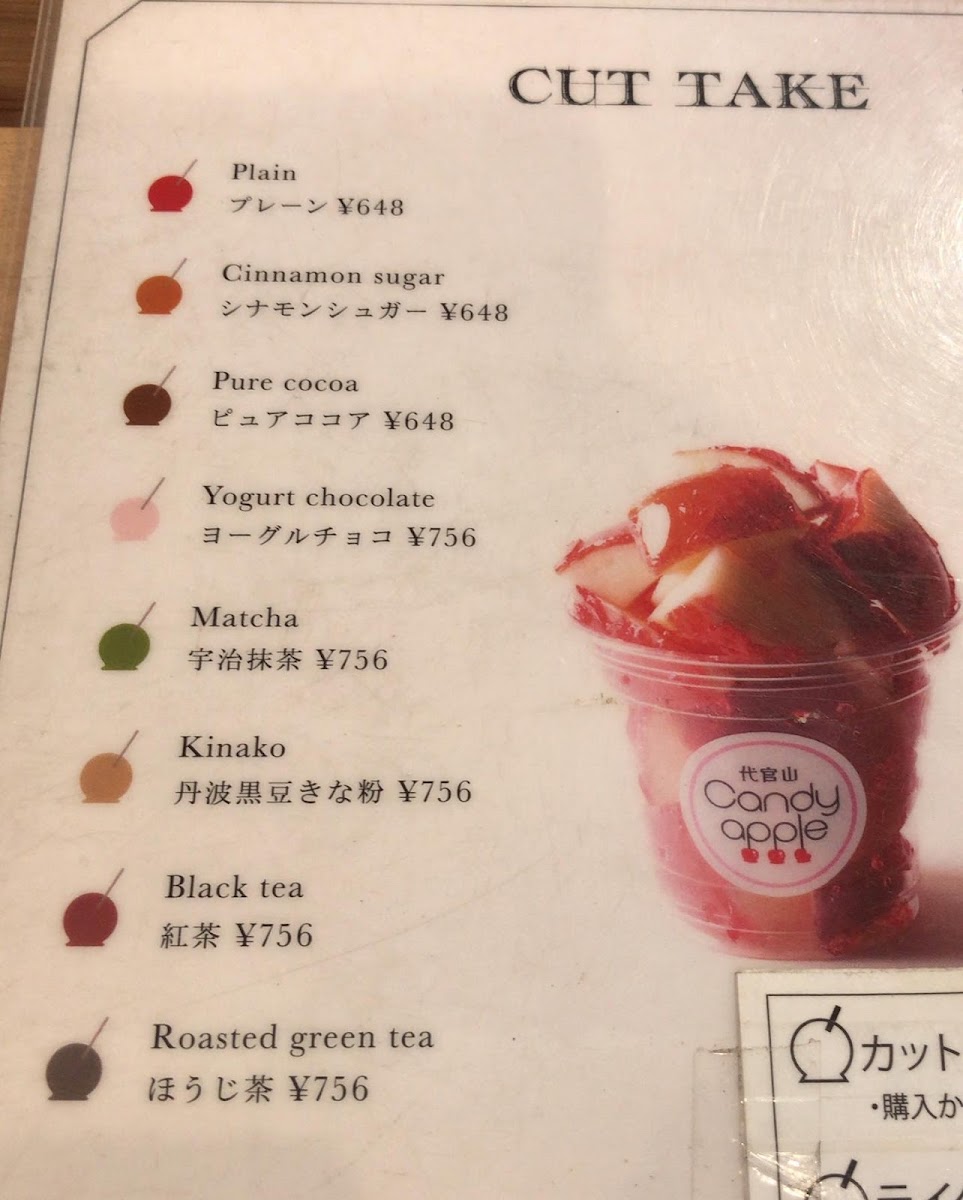 CUT TAKE
Plain
プレーン ¥648
Cinnamon sugar
シナモンシュガー ¥648
Pure cocoa
ピュアココア ¥648
Yogurt chocolate
ヨーグルチョコ ¥756
Matcha
宇治抹茶 ¥756
Kinako
丹波黒豆きな粉 ¥756
Black tea
紅茶 ¥756
Roasted green tea
ほうじ茶 ¥756
代官山
Candy
apple
カット
・購入か